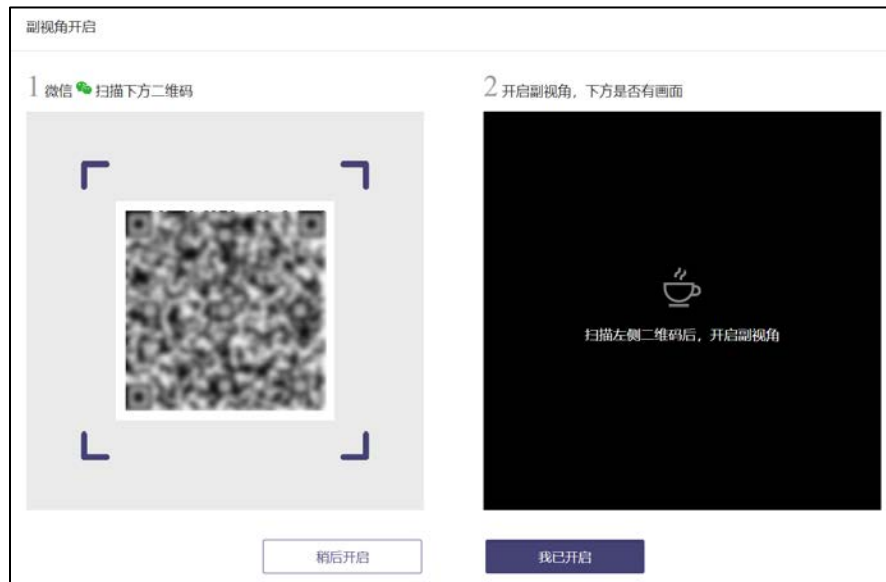 副视角开启
1 微信 扫描下方二维码
2 开启副视角，下方是否有画面
扫描左侧二维码后，开启副视角
稍后开启
我已开启